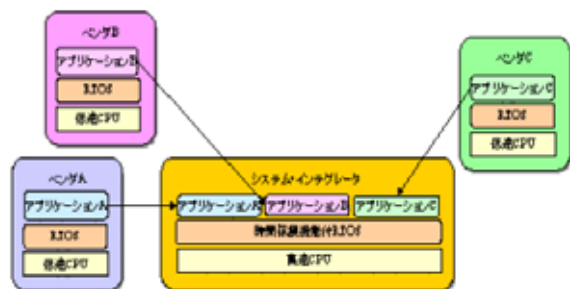 ベンダB
アプリケーションB
RTOS
低速CPU
ベンダC
アプリケーションC
RTOS
低速CPU
ベンダA
アプリケーションA
RTOS
低速CPU
システム・インテグレータ
アプリケーションA
アプリケーションB
アプリケーションC
時間保護機能付RTOS
高速CPU